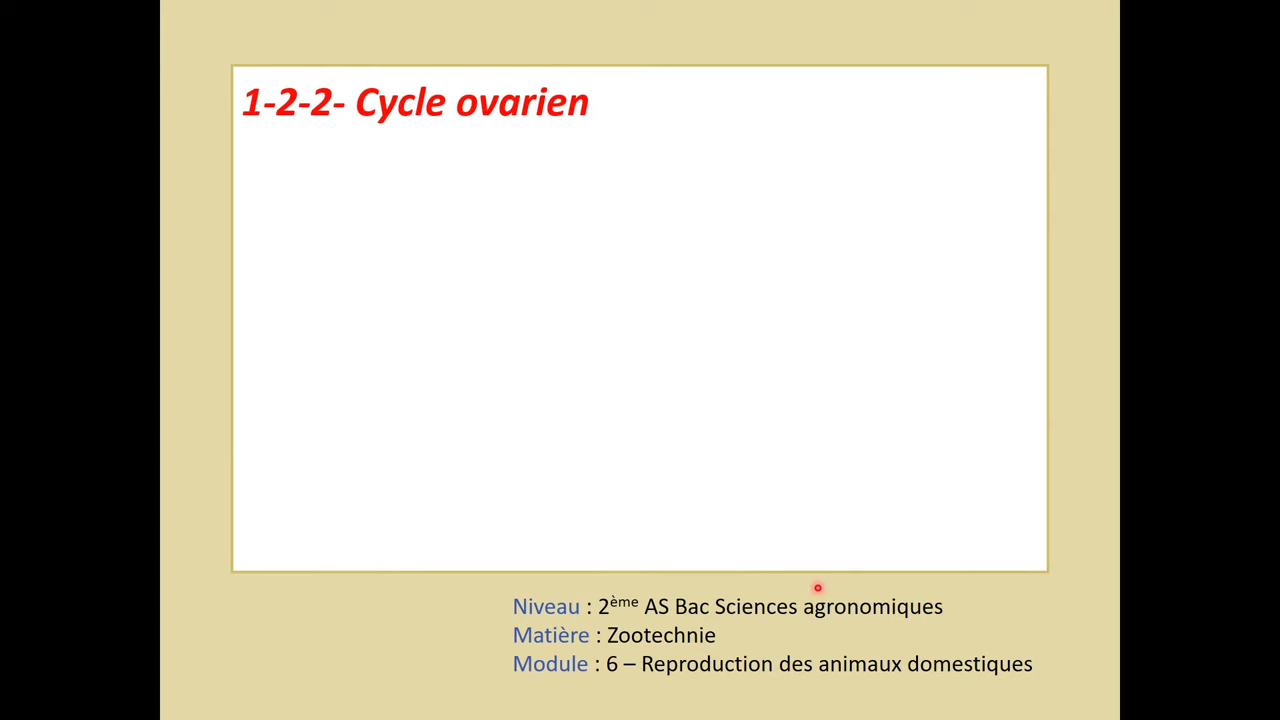 1-2-2- Cycle ovarien
Niveau : 2ème AS Bac Sciences agronomiques
Matière : Zootechnie
Module : 6 – Reproduction des animaux domestiques